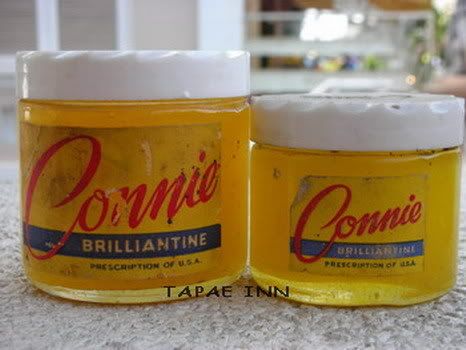 Connie
BRILLIANTINE
PRESCRIPTION OF U.S.A.
Connie
BRILLIANTINE
PRESCRIPTION OF U.S.A.
TAPAE INN